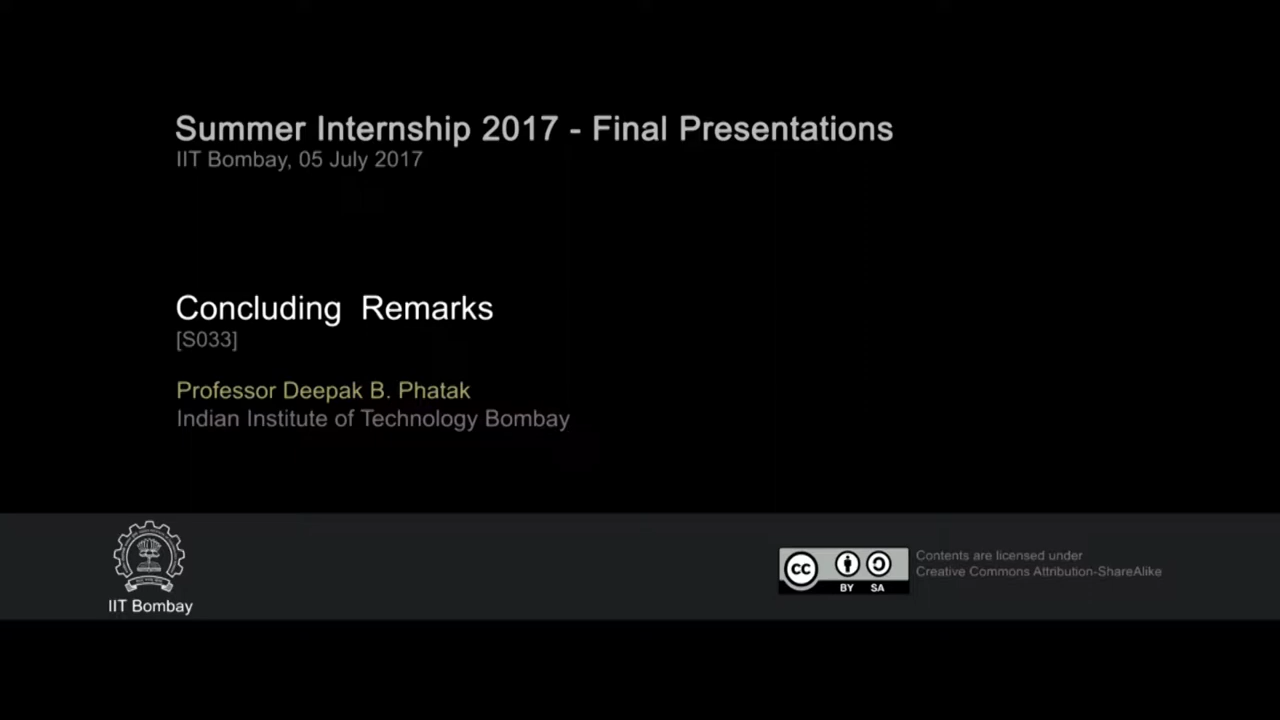 Summer Internship 2017 - Final Presentations
IIT Bombay, 05 July 2017
Concluding Remarks
[S033]
Professor Deepak B. Phatak
Indian Institute of Technology Bombay
IIT Bombay
cc
BY SA
Contents are licensed under
Creative Commons Attribution-ShareAlike